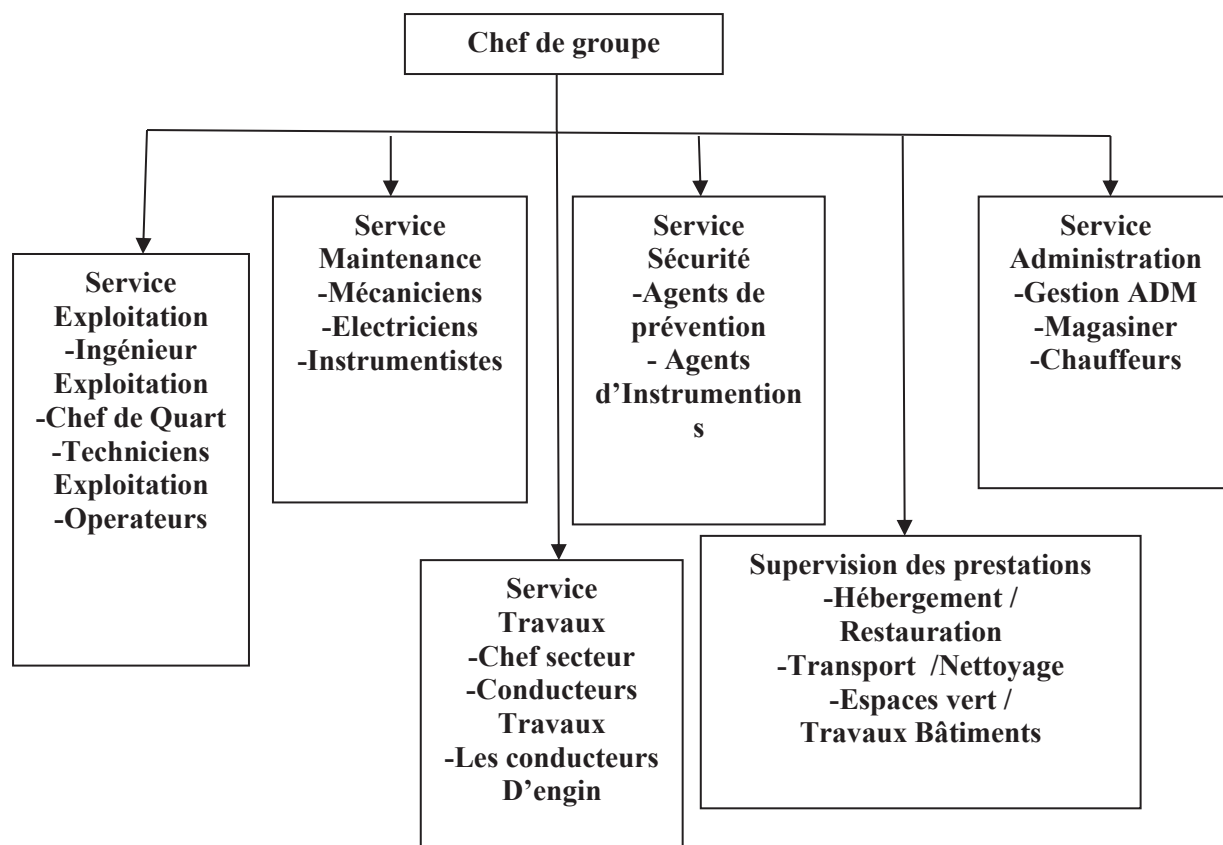 Chef de groupe
Service
Exploitation
-Ingénieur
Exploitation
-Chef de Quart
-Techniciens
Exploitation
-Operateurs
Service
Maintenance
-Mécaniciens
-Electriciens
-Instrumentistes
Service
Sécurité
-Agents de
prévention
- Agents
d’Instrumention
s
Service
Administration
-Gestion ADM
-Magasiner
-Chauffeurs
Service
Travaux
-Chef secteur
-Conducteurs
Travaux
-Les conducteurs
D’engin
Supervision des prestations
-Hébergement /
Restauration
-Transport /Nettoyage
-Espaces vert /
Travaux Bâtiments